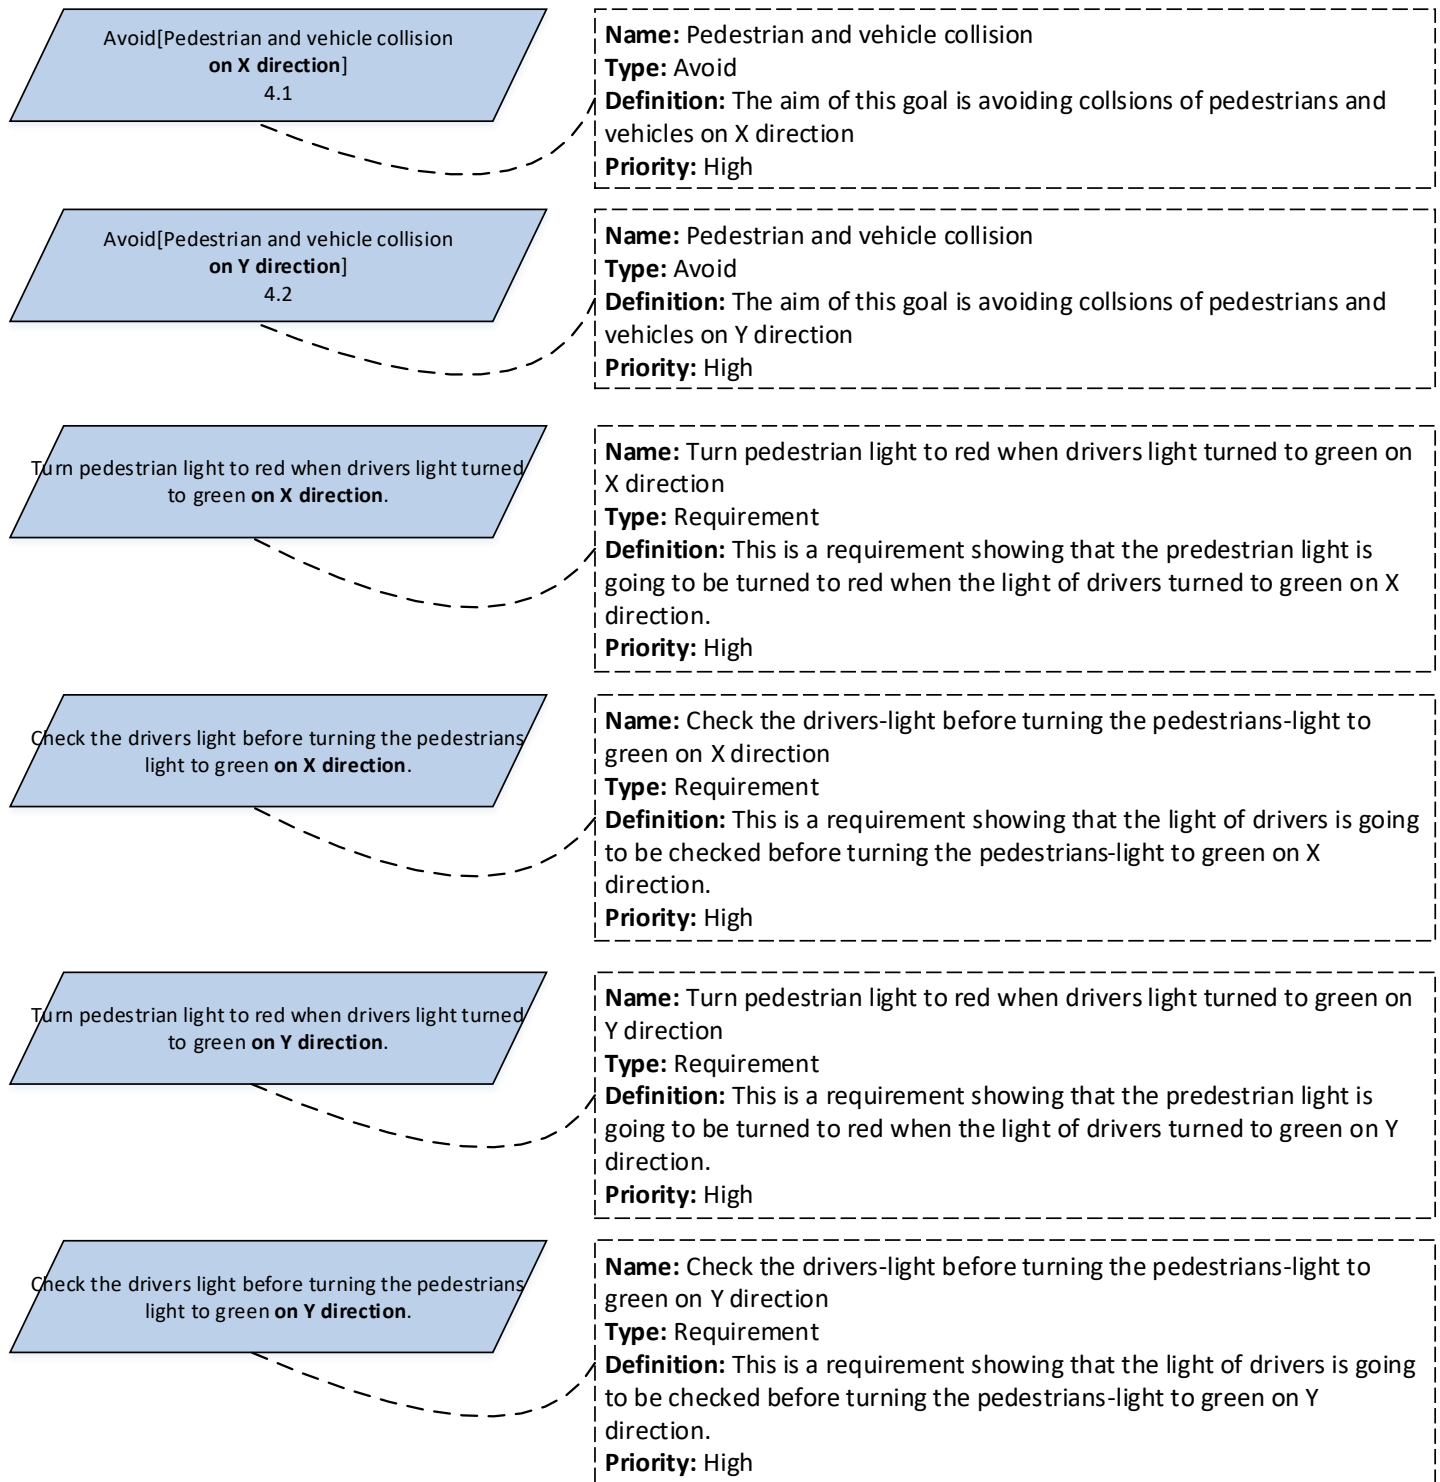 Avoid[Pedestrian and vehicle collision
on X direction]
4.1
Name: Pedestrian and vehicle collision
Type: Avoid
Definition: The aim of this goal is avoiding collsions of pedestrians and
vehicles on X direction
Priority: High
Avoid[Pedestrian and vehicle collision
on Y direction]
4.2
Name: Pedestrian and vehicle collision
Type: Avoid
Definition: The aim of this goal is avoiding collsions of pedestrians and
vehicles on Y direction
Priority: High
Turn pedestrian light to red when drivers light turned
to green on X direction.
Name: Turn pedestrian light to red when drivers light turned to green on
X direction
Type: Requirement
Definition: This is a requirement showing that the predestrian light is
going to be turned to red when the light of drivers turned to green on X
direction.
Priority: High
Check the drivers light before turning the pedestrians
light to green on X direction.
Name: Check the drivers-light before turning the pedestrians-light to
green on X direction
Type: Requirement
Definition: This is a requirement showing that the light of drivers is going
to be checked before turning the pedestrians-light to green on X
direction.
Priority: High
Turn pedestrian light to red when drivers light turned
to green on Y direction.
Name: Turn pedestrian light to red when drivers light turned to green on
Y direction
Type: Requirement
Definition: This is a requirement showing that the predestrian light is
going to be turned to red when the light of drivers turned to green on Y
direction.
Priority: High
Check the drivers light before turning the pedestrians
light to green on Y direction.
Name: Check the drivers-light before turning the pedestrians-light to
green on Y direction
Type: Requirement
Definition: This is a requirement showing that the light of drivers is going
to be checked before turning the pedestrians-light to green on Y
direction.
Priority: High